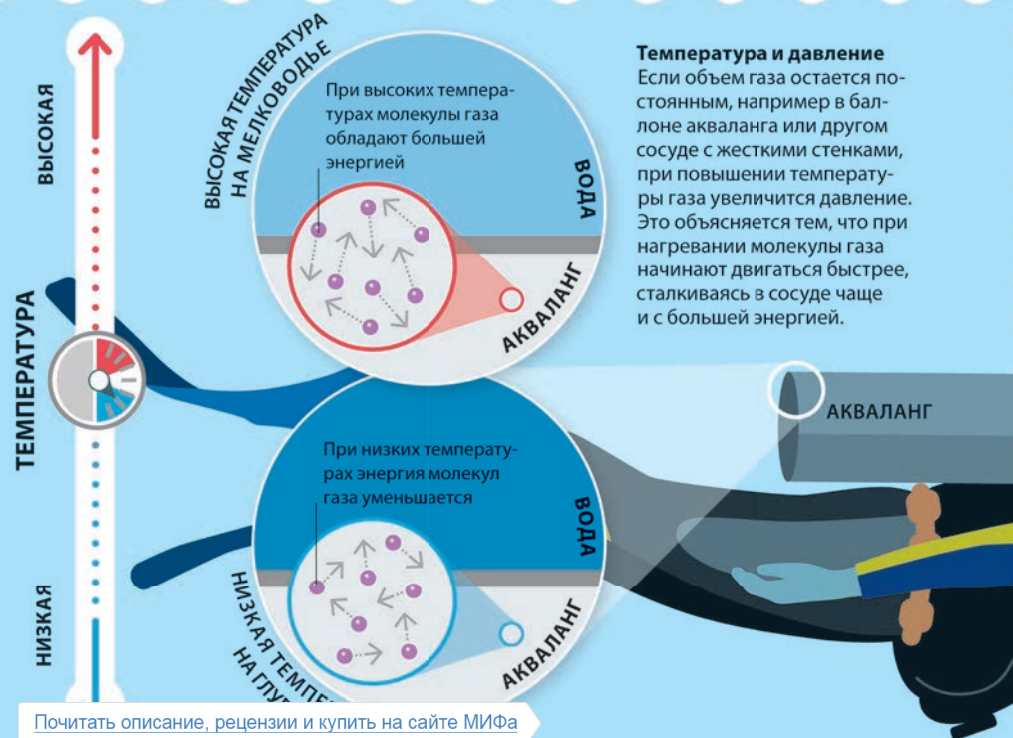 ТЕМПЕРАТУРА
ВЫСОКАЯ
НИЗКАЯ
ВЫСОКАЯ ТЕМПЕРАТУРА
НА МЕЛКОВОДЬЕ
При высоких темпера-
турах молекулы газа
обладают большей
энергией
ВОДА
АКВАЛАНГ
При низких температу-
рах энергия молекул
газа уменьшается
ВОДА
АКВАЛАНГ
НИЗКАЯ
Температура и давление
Если объем газа остается по-
стоянным, например в бал-
лоне акваланга или другом
сосуде с жесткими стенками,
при повышении температу-
ры газа увеличится давление.
Это объясняется тем, что при
нагревании молекулы газа
начинают двигаться быстрее,
сталкиваясь в сосуде чаще
и с большей энергией.
АКВАЛАНГ
Почитать описание, рецензии и купить на сайте МИФа